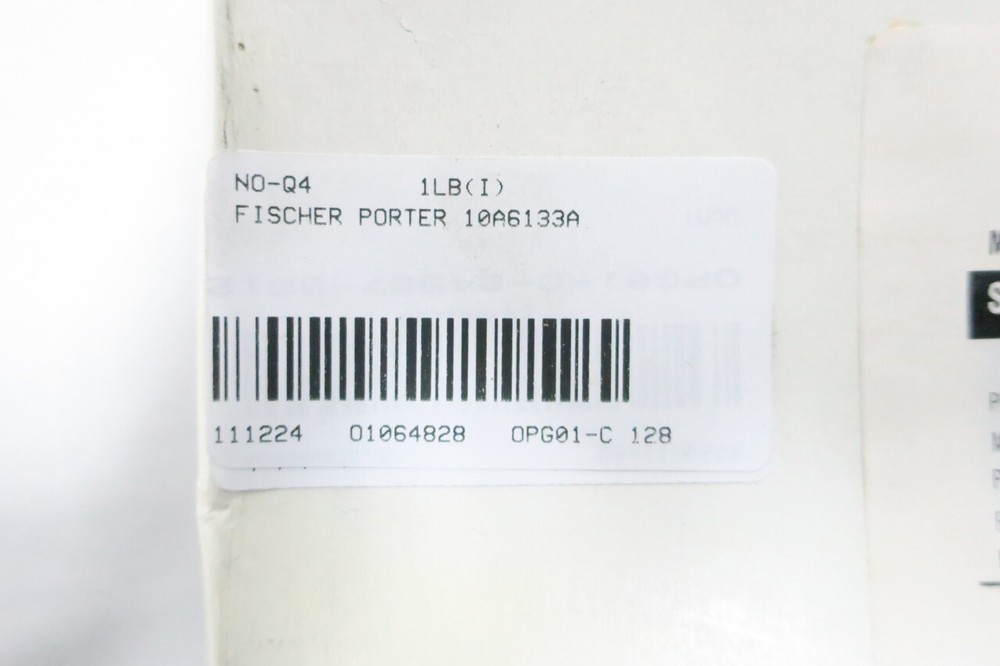 NO-Q4 1LB(I)
FISCHER PORTER 10A6133A
111224 01064828 OPG01-C 128